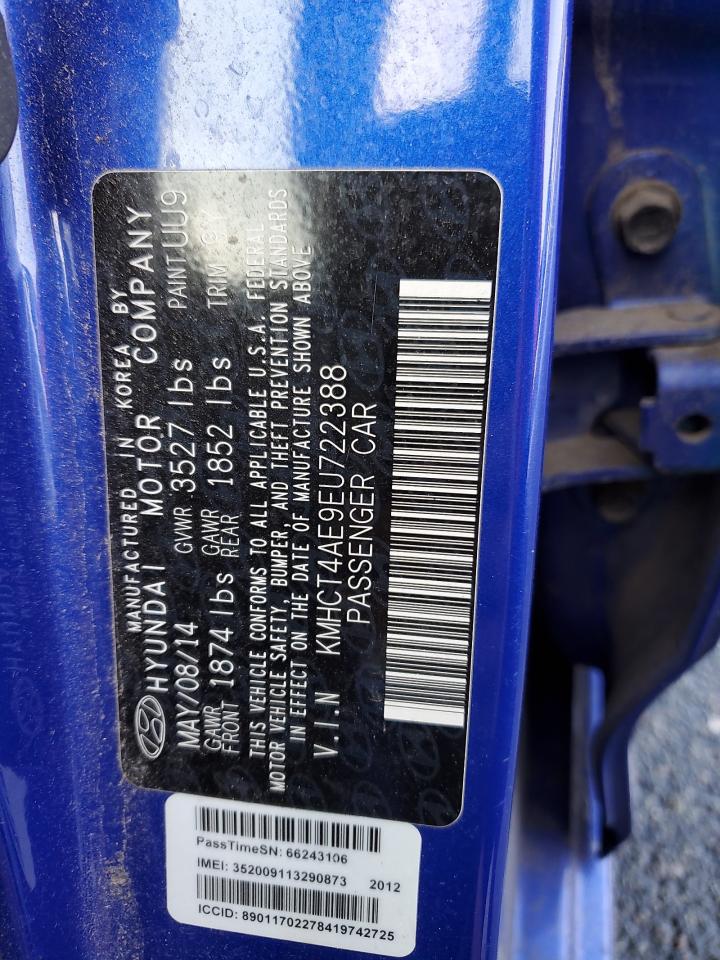 MANUFACTURED IN KOREA BY
HYUNDAI MOTOR COMPANY
MAY/08/14 GVWR 3527 lbs PAINT UU9
GAWR FRONT 1874 lbs GAWR REAR 1852 lbs TRIM GY
THIS VEHICLE CONFORMS TO ALL APPLICABLE U.S.A. FEDERAL
MOTOR VEHICLE SAFETY, BUMPER, AND THEFT PREVENTION STANDARDS
IN EFFECT ON THE DATE OF MANUFACTURE SHOWN ABOVE
V.I.N KMHCT4AE9EU722388
PASSENGER CAR
PassTimeSN: 66243106
IMEI: 352009113290873 2012
ICCID: 89011702278419742725